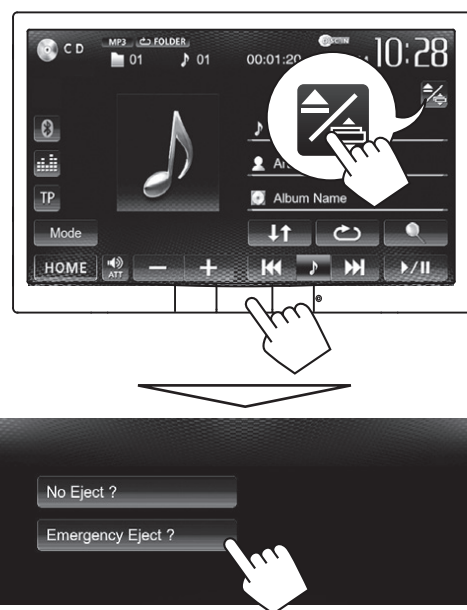 CD MP3 FOLDER 10:28
01 01 00:01:20
TP Album Name
Mode
HOME ATT
No Eject ?
Emergency Eject ?